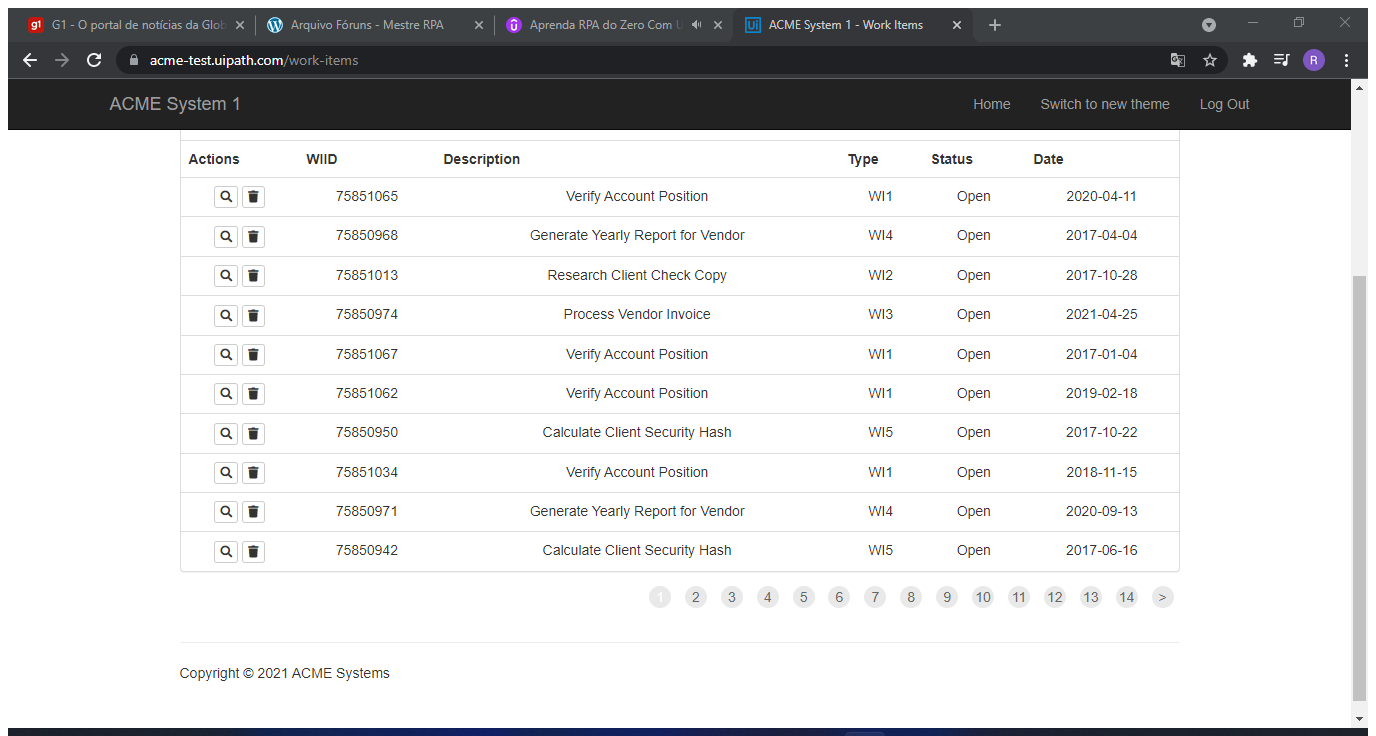 g1 G1 - O portal de notícias da Glob Arquivo Fóruns - Mestre RPA Aprenda RPA do Zero Com U Ui ACME System 1 - Work Items
acme-test.uipath.com/work-items R
ACME System 1 Home Switch to new theme Log Out
Actions WIID Description Type Status Date
75851065 Verify Account Position WI1 Open 2020-04-11
75850968 Generate Yearly Report for Vendor WI4 Open 2017-04-04
75851013 Research Client Check Copy WI2 Open 2017-10-28
75850974 Process Vendor Invoice WI3 Open 2021-04-25
75851067 Verify Account Position WI1 Open 2017-01-04
75851062 Verify Account Position WI1 Open 2019-02-18
75850950 Calculate Client Security Hash WI5 Open 2017-10-22
75851034 Verify Account Position WI1 Open 2018-11-15
75850971 Generate Yearly Report for Vendor WI4 Open 2020-09-13
75850942 Calculate Client Security Hash WI5 Open 2017-06-16
1 2 3 4 5 6 7 8 9 10 11 12 13 14 >
Copyright © 2021 ACME Systems